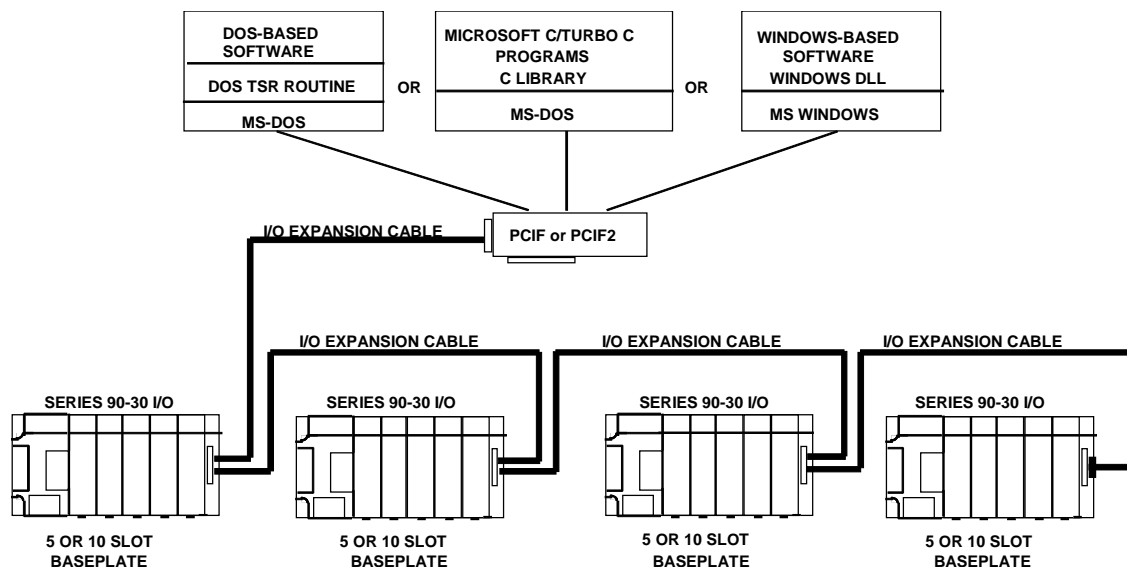 DOS-BASED
SOFTWARE
DOS TSR ROUTINE
MS-DOS
OR
MICROSOFT C/TURBO C
PROGRAMS
C LIBRARY
MS-DOS
OR
WINDOWS-BASED
SOFTWARE
WINDOWS DLL
MS WINDOWS
I/O EXPANSION CABLE
PCIF or PCIF2
I/O EXPANSION CABLE
I/O EXPANSION CABLE
I/O EXPANSION CABLE
SERIES 90-30 I/O
SERIES 90-30 I/O
SERIES 90-30 I/O
SERIES 90-30 I/O
5 OR 10 SLOT
BASEPLATE
5 OR 10 SLOT
BASEPLATE
5 OR 10 SLOT
BASEPLATE
5 OR 10 SLOT
BASEPLATE